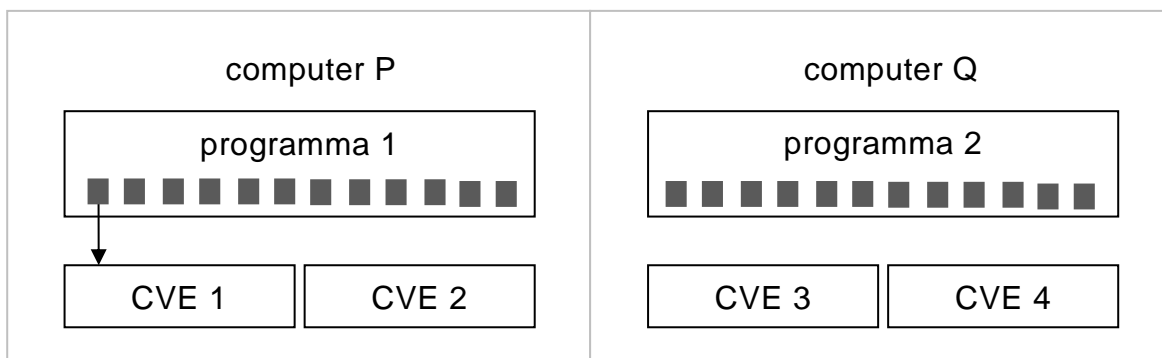 computer P
programma 1
CVE 1
CVE 2
computer Q
programma 2
CVE 3
CVE 4